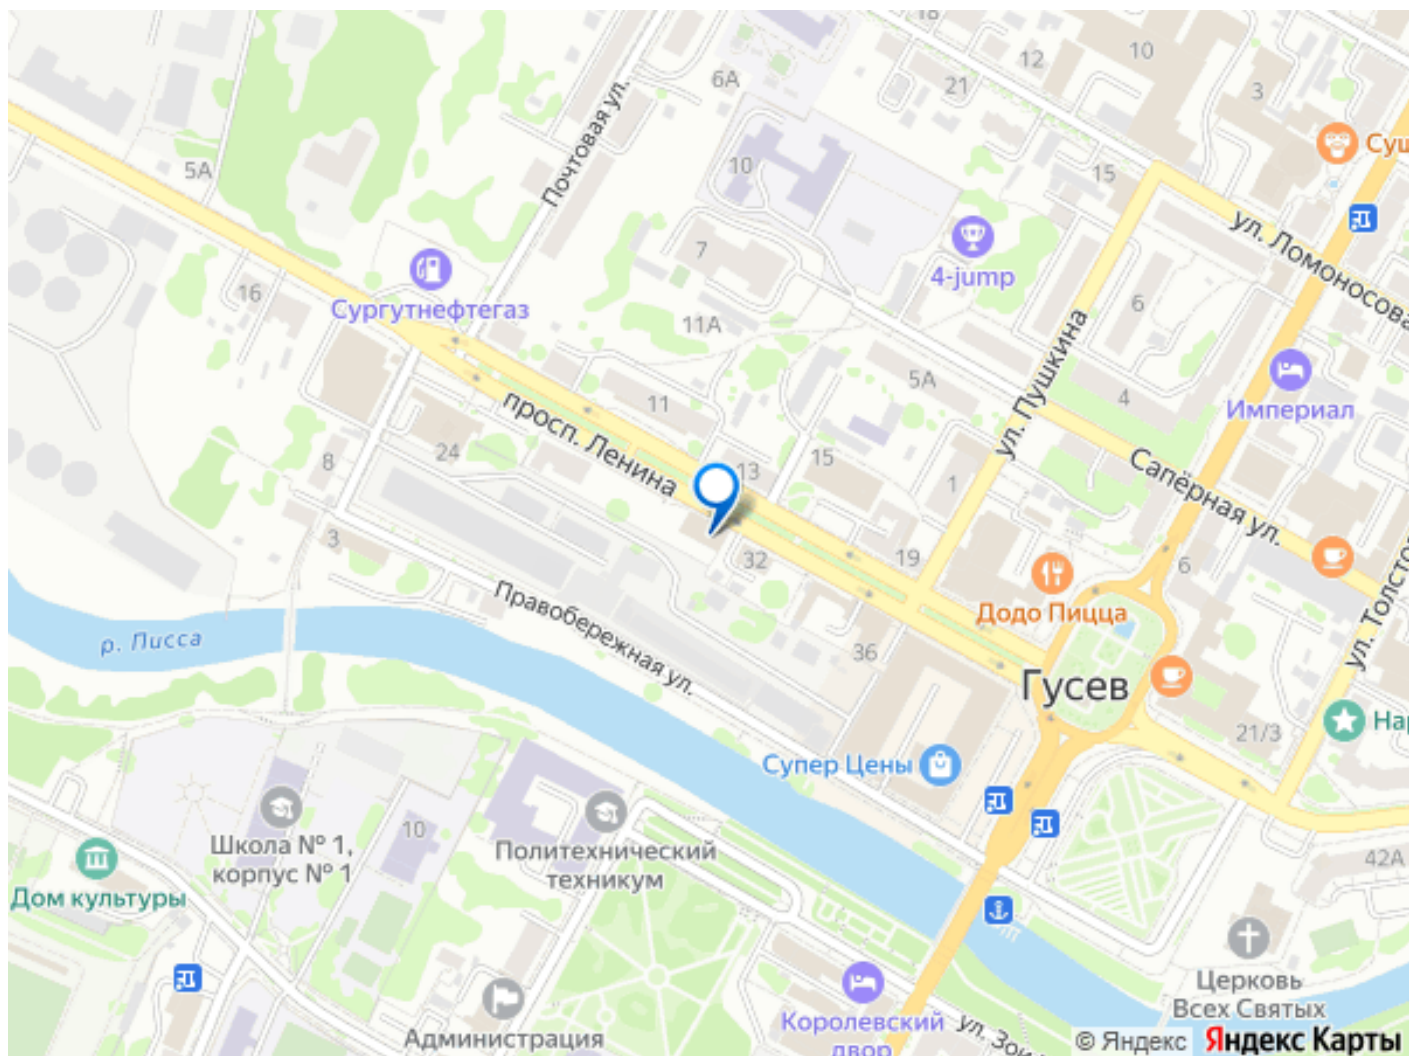 18
10
12
3
6А
21
Суш
Почтовая ул.
10
15
5А
ул. Ломоносова
7
4-jump
16
Сургутнефтегаз
11А
6
ул. Пушкина
Империал
5А
4
11
просп. Ленина
24
8
13
15
1
Сапёрная ул.
3
32
19
6
Додо Пицца
Правобережная ул.
р. Писса
36
Гусев
ул. Толсто
21/3
Нар
Супер Цены
Школа № 1,
корпус № 1
10
Политехнический
техникум
42А
Дом культуры
Церковь
Всех Святых
Администрация
Королевский
двор
ул. Зои
© Яндекс Яндекс Карты